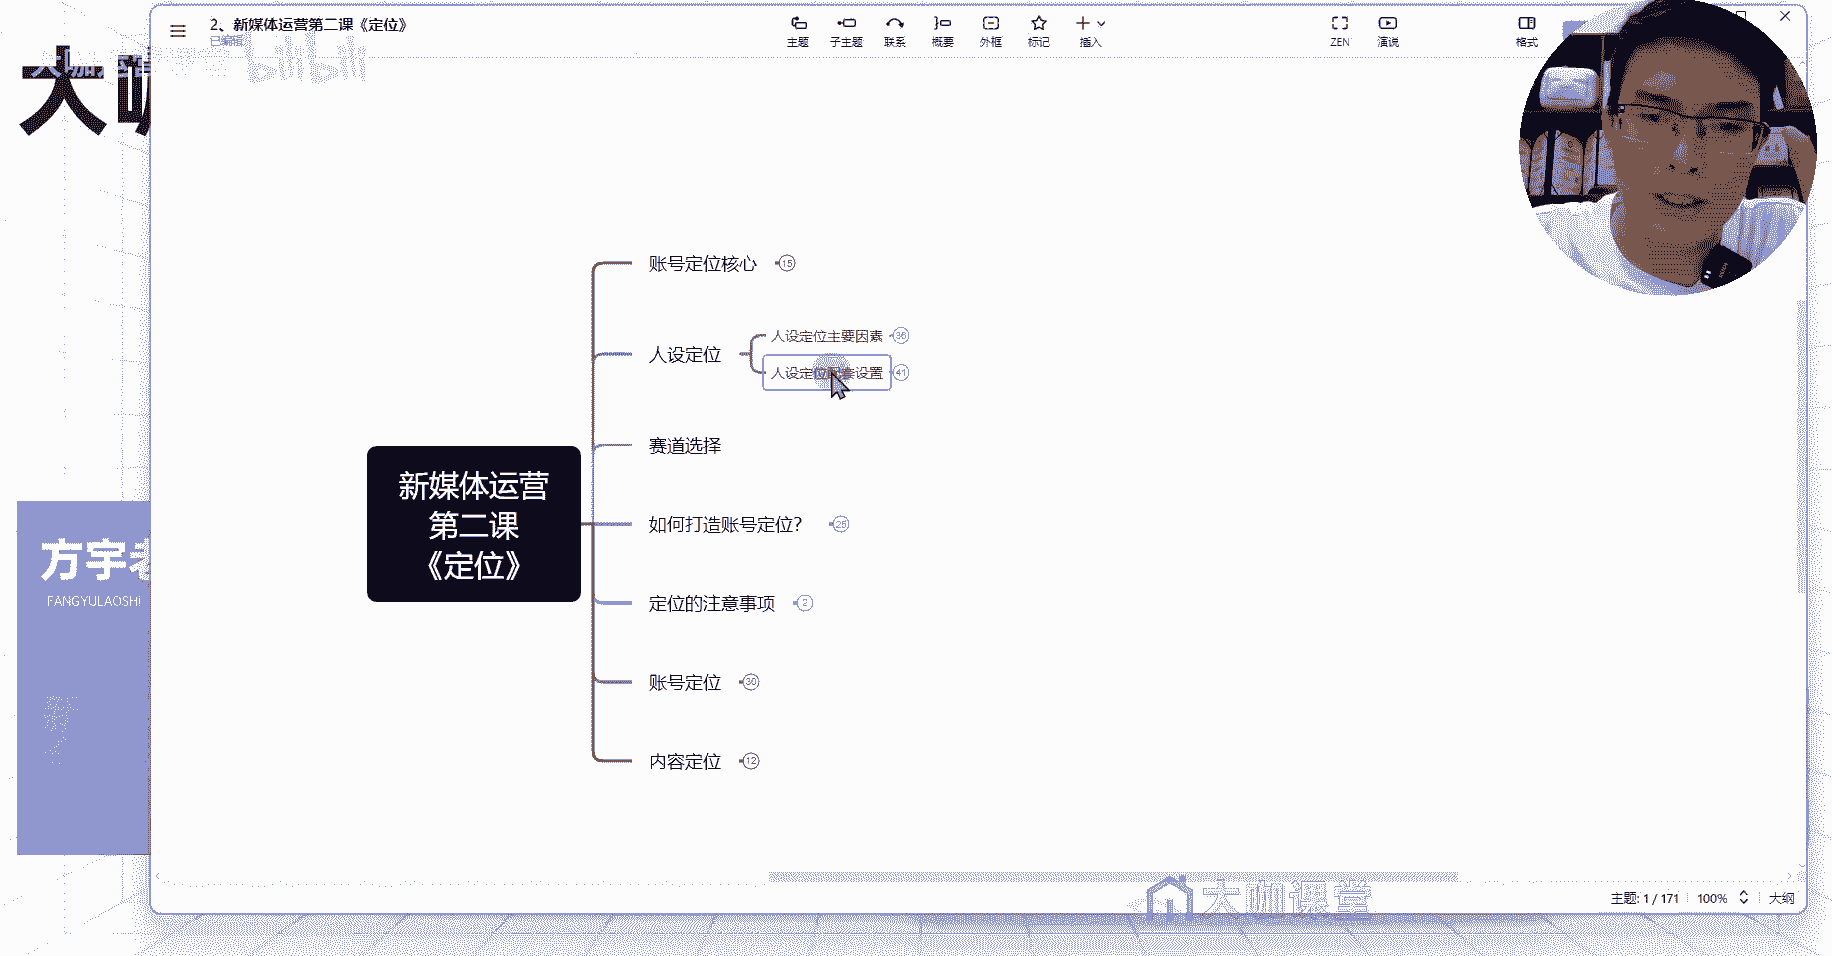 2、新媒体运营第二课《定位》
已编辑
bilibili
主题
子主题
联系
概要
外框
标记
插入
ZEN
演说
格式
大咖
方宇老
FANGYULAOSHI
账号定位核心
15
人设定位
人设定位主要因素
36
人设定位配套设置
41
赛道选择
新媒体运营
第二课
《定位》
如何打造账号定位？
25
定位的注意事项
2
账号定位
30
内容定位
12
大咖课堂
主题: 1 / 171
100%
大纲